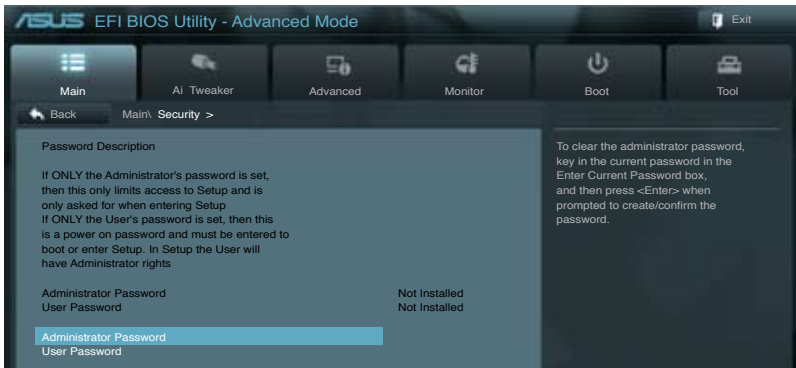 ASUS EFI BIOS Utility - Advanced Mode
Exit
Main
Ai Tweaker
Advanced
Monitor
Boot
Tool
Back
Main\ Security >
Password Description
If ONLY the Administrator's password is set,
then this only limits access to Setup and is
only asked for when entering Setup
If ONLY the User's password is set, then this
is a power on password and must be entered to
boot or enter Setup. In Setup the User will
have Administrator rights
Administrator Password Not Installed
User Password Not Installed
Administrator Password
User Password
To clear the administrator password,
key in the current password in the
Enter Current Password box,
and then press <Enter> when
prompted to create/confirm the
password.